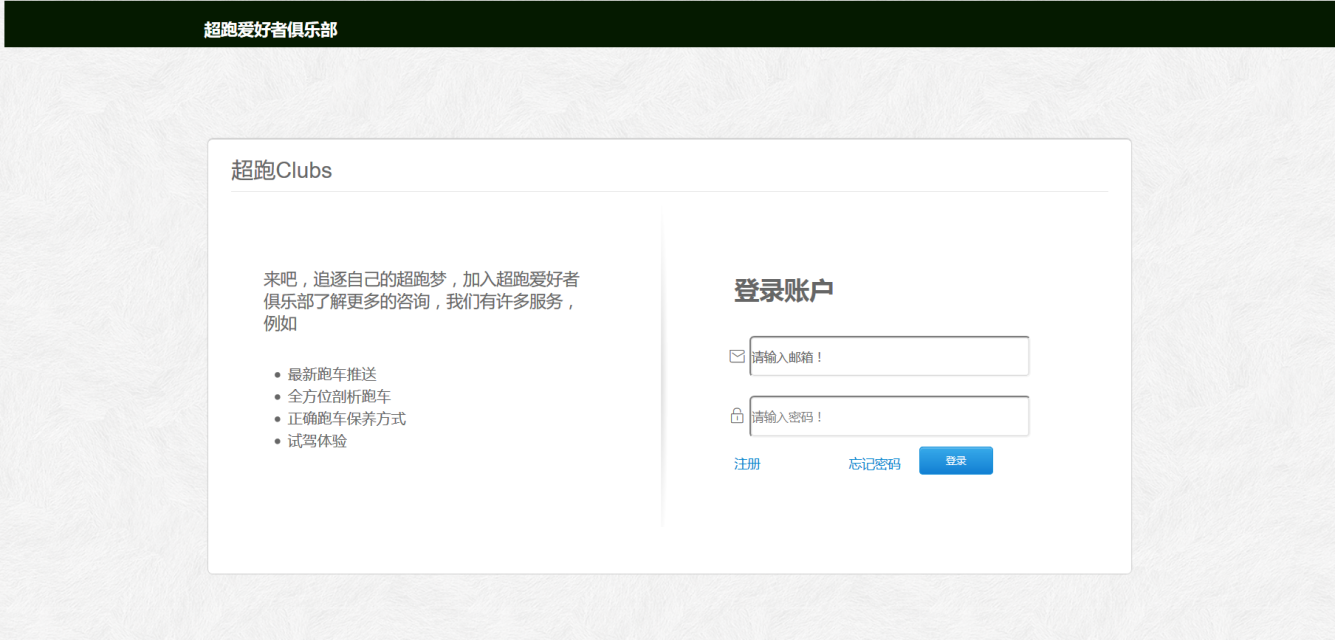 超跑爱好者俱乐部
超跑Clubs
来吧，追逐自己的超跑梦，加入超跑爱好者
俱乐部了解更多的咨询，我们有许多服务，
例如
最新跑车推送
全方位剖析跑车
正确跑车保养方式
试驾体验
登录账户
请输入邮箱！
请输入密码！
注册
忘记密码
登录